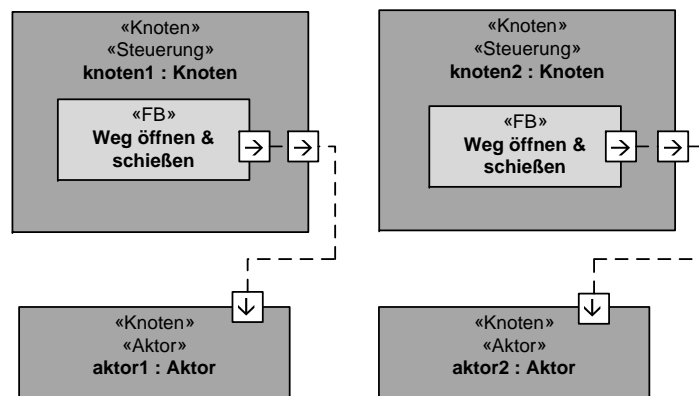 «Knoten»
«Steuerung»
knoten1 : Knoten
«FB»
Weg öffnen &
schießen
«Knoten»
«Steuerung»
knoten2 : Knoten
«FB»
Weg öffnen &
schießen
«Knoten»
«Aktor»
aktor1 : Aktor
«Knoten»
«Aktor»
aktor2 : Aktor